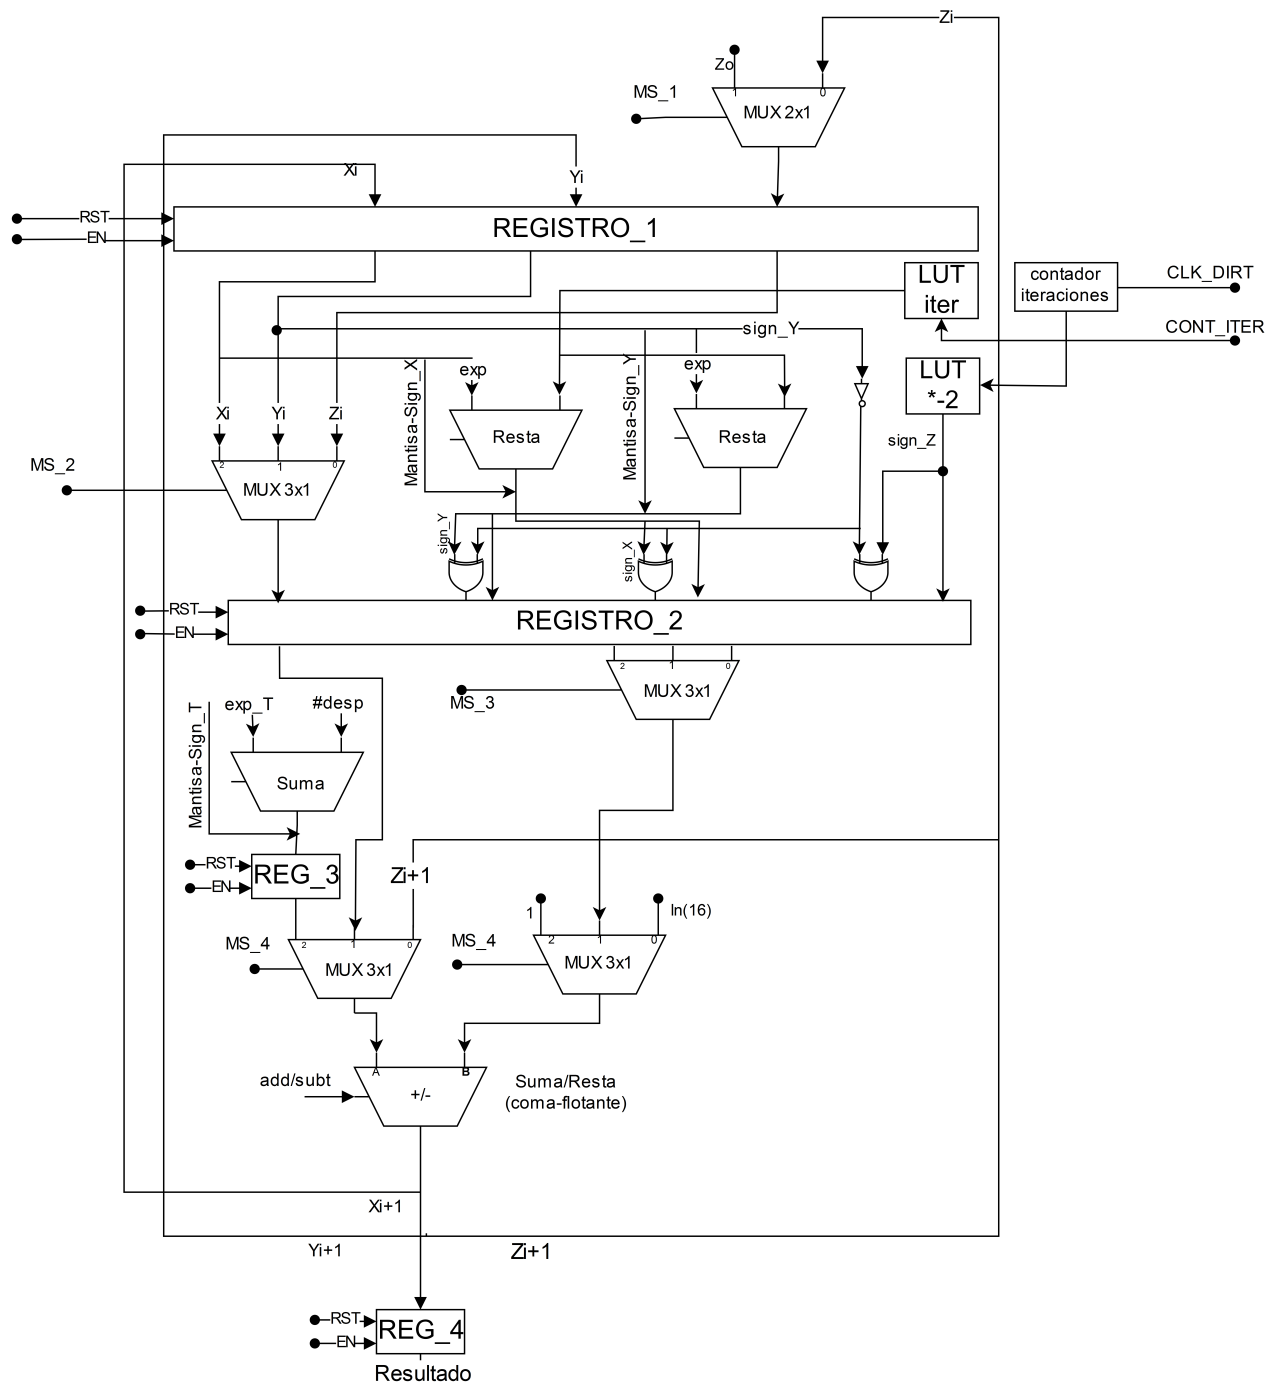 Zi
Zo
1
0
MS_1
MUX 2x1
Xi
Yi
RST
REGISTRO_1
EN
LUT
iter
contador
iteraciones
CLK_DIRT
CONT_ITER
sign_Y
LUT
*-2
exp
exp
Mantisa-Sign_X
Mantisa-Sign_Y
Xi
Yi
Zi
Resta
Resta
sign_Z
MS_2
2
1
0
MUX 3x1
sign_Y
sign_X
RST
REGISTRO_2
EN
2
1
0
MUX 3x1
MS_3
exp_T
#desp
Mantisa-Sign_T
Suma
RST
REG_3
EN
Zi+1
1
ln(16)
MS_4
2
1
0
MUX 3x1
MS_4
2
1
0
MUX 3x1
A
B
add/subt
+/-
Suma/Resta
(coma-flotante)
Xi+1
Yi+1
Zi+1
RST
REG_4
EN
Resultado